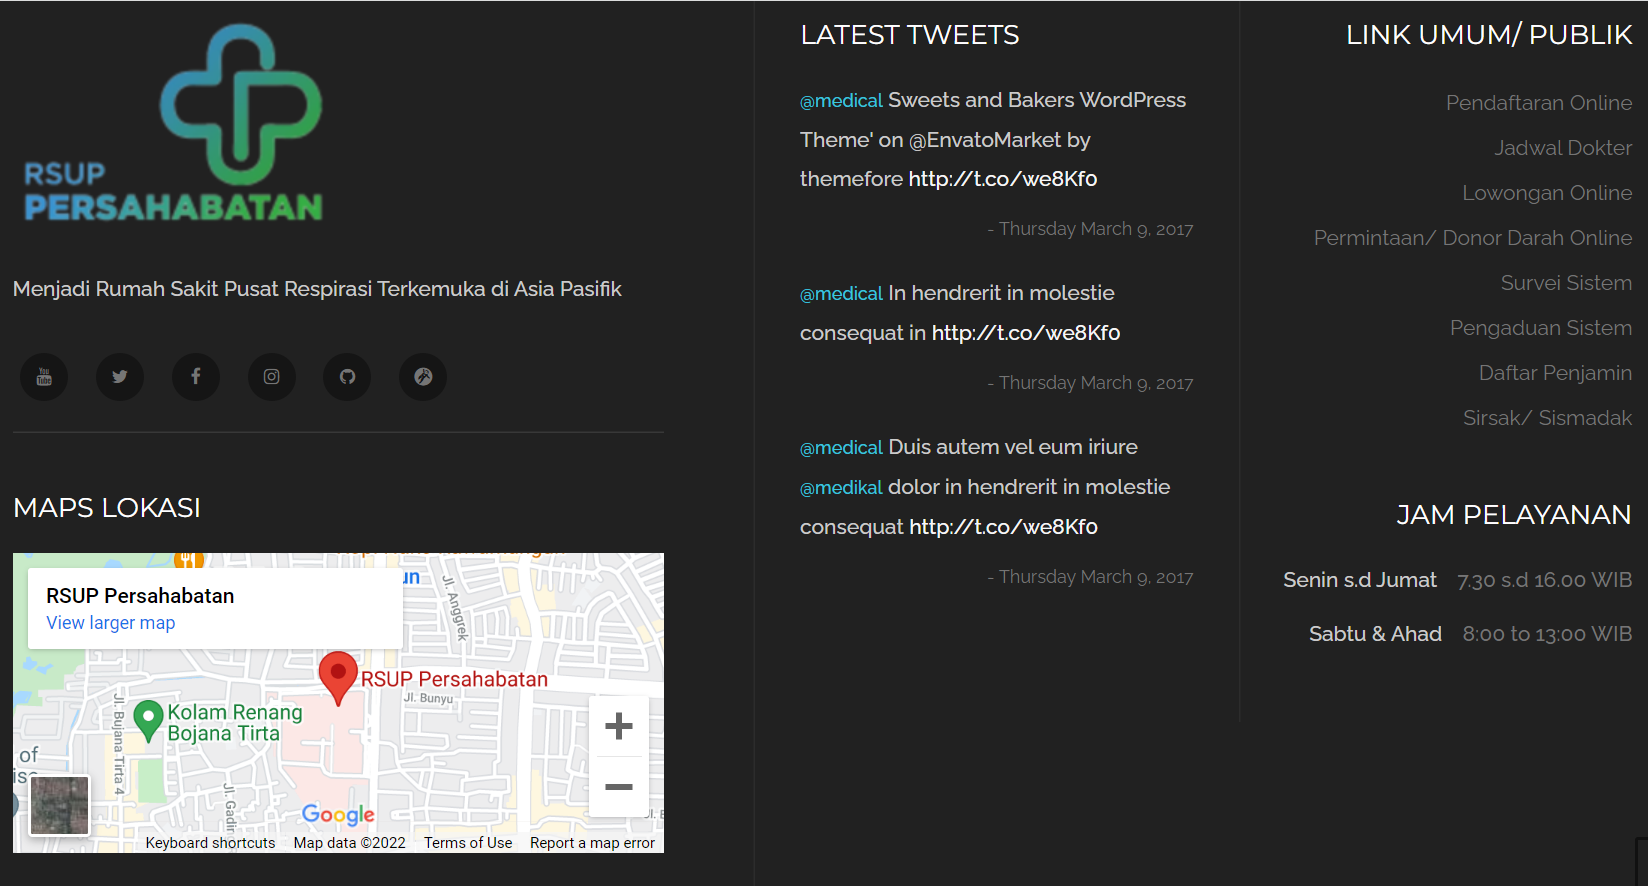 RSUP
PERSAHABATAN
Menjadi Rumah Sakit Pusat Respirasi Terkemuka di Asia Pasifik
You
Tube
MAPS LOKASI
RSUP Persahabatan
View larger map
Jl. Anggrek
RSUP Persahabatan
Jl. Bunyu
Kolam Renang
Bojana Tirta
Jl. Bujana Tirta 4
of
Google
Keyboard shortcuts
Map data ©2022
Terms of Use
Report a map error
LATEST TWEETS
@medical Sweets and Bakers WordPress
Theme' on @EnvatoMarket by
themefore http://t.co/we8Kf0
- Thursday March 9, 2017
@medical In hendrerit in molestie
consequat in http://t.co/we8Kf0
- Thursday March 9, 2017
@medical Duis autem vel eum iriure
@medikal dolor in hendrerit in molestie
consequat http://t.co/we8Kf0
- Thursday March 9, 2017
LINK UMUM/ PUBLIK
Pendaftaran Online
Jadwal Dokter
Lowongan Online
Permintaan/ Donor Darah Online
Survei Sistem
Pengaduan Sistem
Daftar Penjamin
Sirsak/ Sismadak
JAM PELAYANAN
Senin s.d Jumat 7.30 s.d 16.00 WIB
Sabtu & Ahad 8:00 to 13:00 WIB